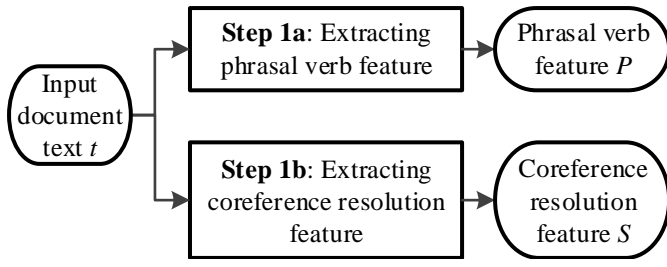 Input
document
text t
Step 1a: Extracting
phrasal verb feature
Phrasal verb
feature P
Step 1b: Extracting
coreference resolution
feature
Coreference
resolution
feature S